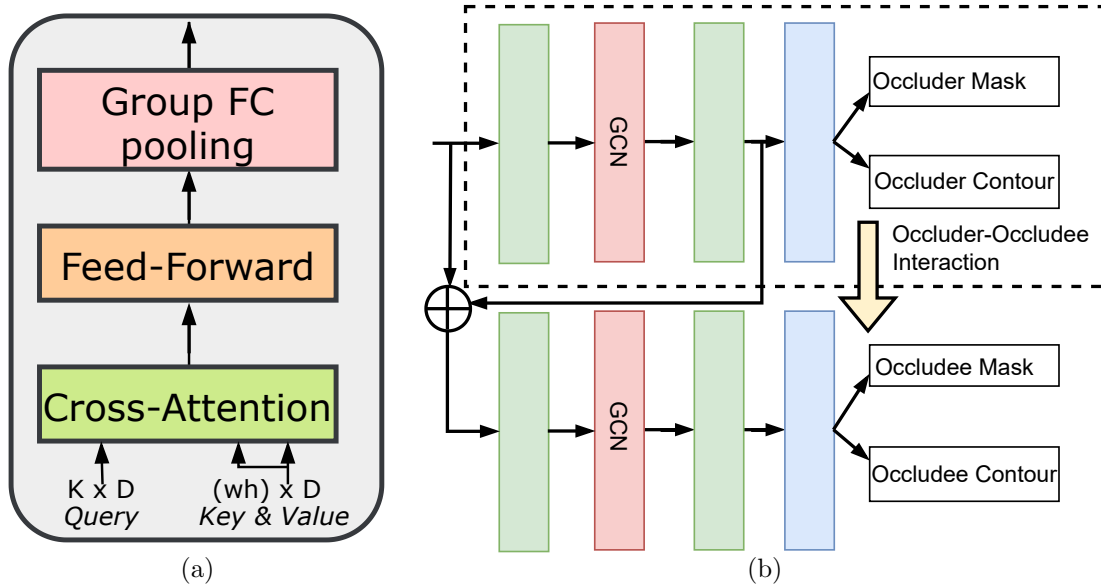 Group FC
pooling
Feed-Forward
Cross-Attention
K x D
Query
(wh) x D
Key & Value
(a)
GCN
Occluder Mask
Occluder Contour
Occluder-Occludee
Interaction
GCN
Occludee Mask
Occludee Contour
(b)